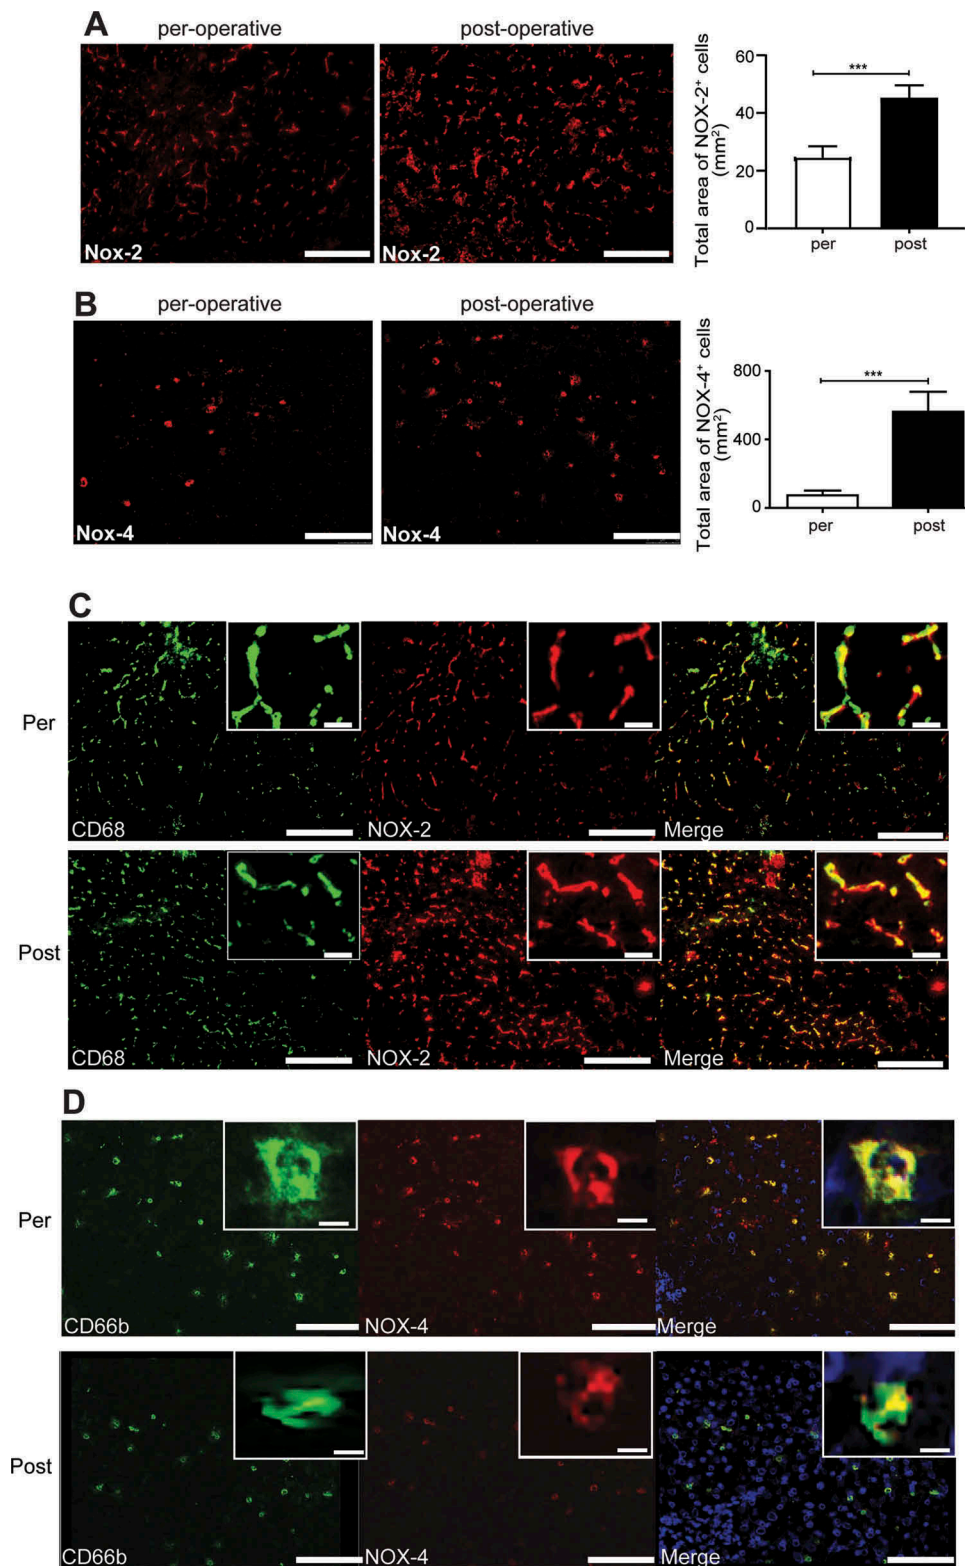 A
per-operative
post-operative
Nox-2
Nox-2
Total area of NOX-2⁺ cells
(mm²)
60
40
20
0
***
per
post
B
per-operative
post-operative
Nox-4
Nox-4
Total area of NOX-4⁺ cells
(mm²)
800
400
0
***
per
post
C
Per
CD68
NOX-2
Merge
Post
CD68
NOX-2
Merge
D
Per
CD66b
NOX-4
Merge
Post
CD66b
NOX-4
Merge